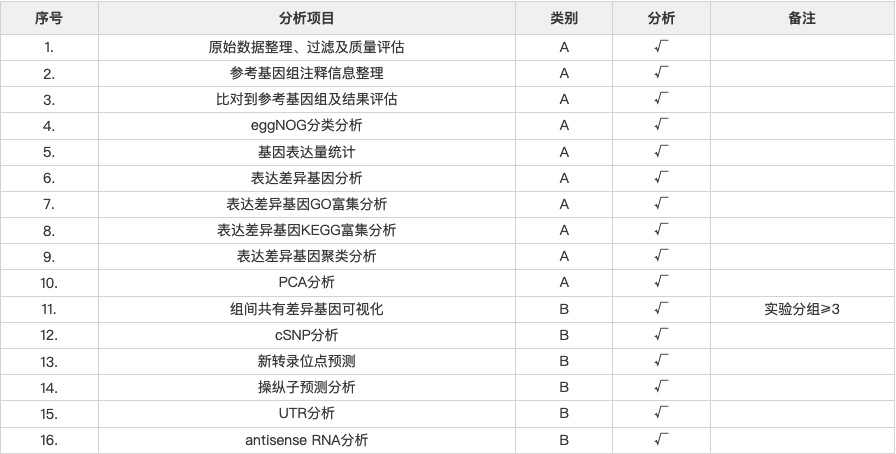 序号 分析项目 类别 分析 备注
1. 原始数据整理、过滤及质量评估 A √
2. 参考基因组注释信息整理 A √
3. 比对到参考基因组及结果评估 A √
4. eggNOG分类分析 A √
5. 基因表达量统计 A √
6. 表达差异基因分析 A √
7. 表达差异基因GO富集分析 A √
8. 表达差异基因KEGG富集分析 A √
9. 表达差异基因聚类分析 A √
10. PCA分析 A √
11. 组间共有差异基因可视化 B √ 实验分组⩾3
12. cSNP分析 B √
13. 新转录位点预测 B √
14. 操纵子预测分析 B √
15. UTR分析 B √
16. antisense RNA分析 B √